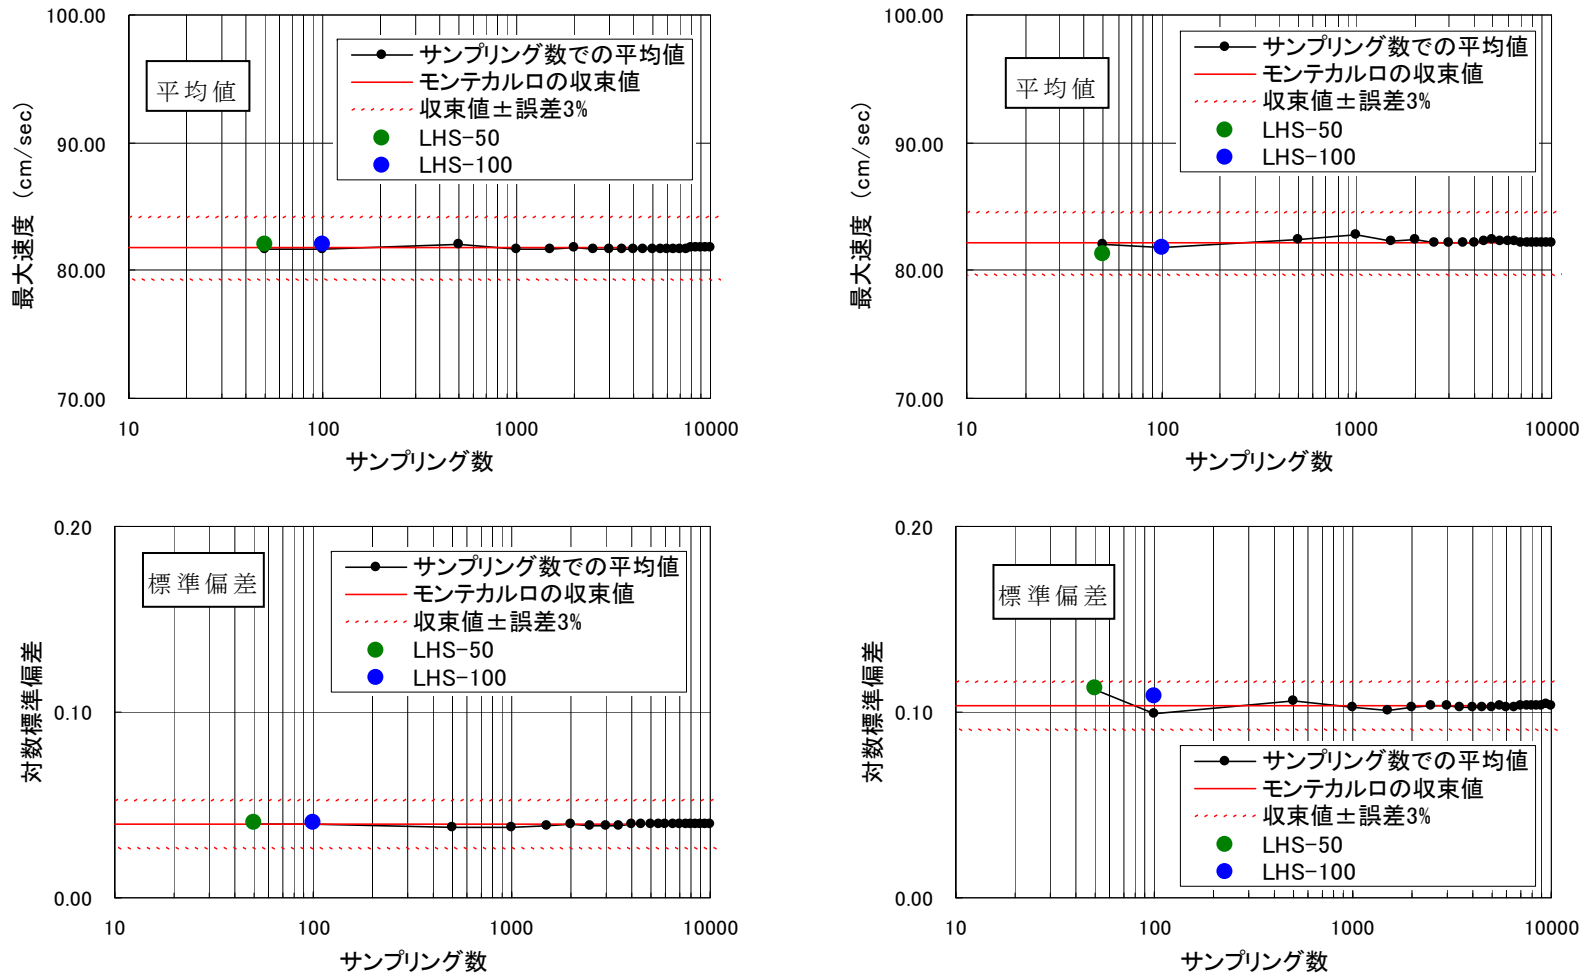 100.00
90.00
80.00
70.00
最大速度 (cm/sec)
平均値
サンプリング数での平均値
モンテカルロの収束値
収束値±誤差3%
LHS-50
LHS-100
10
100
1000
10000
サンプリング数
100.00
90.00
80.00
70.00
最大速度 (cm/sec)
平均値
サンプリング数での平均値
モンテカルロの収束値
収束値±誤差3%
LHS-50
LHS-100
10
100
1000
10000
サンプリング数
0.20
0.10
0.00
対数標準偏差
標準偏差
サンプリング数での平均値
モンテカルロの収束値
収束値±誤差3%
LHS-50
LHS-100
10
100
1000
10000
サンプリング数
0.20
0.10
0.00
対数標準偏差
標準偏差
サンプリング数での平均値
モンテカルロの収束値
収束値±誤差3%
LHS-50
LHS-100
10
100
1000
10000
サンプリング数